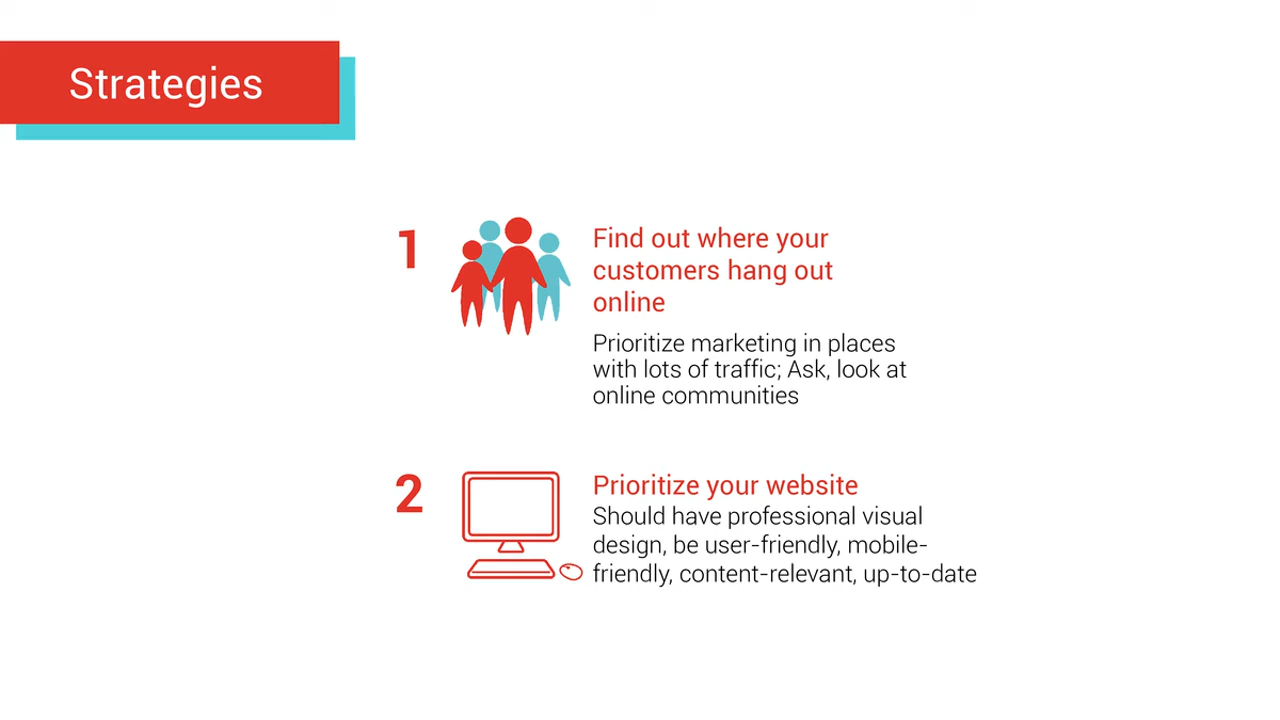 Strategies
1
Find out where your
customers hang out
online
Prioritize marketing in places
with lots of traffic; Ask, look at
online communities
2
Prioritize your website
Should have professional visual
design, be user-friendly, mobile-
friendly, content-relevant, up-to-date